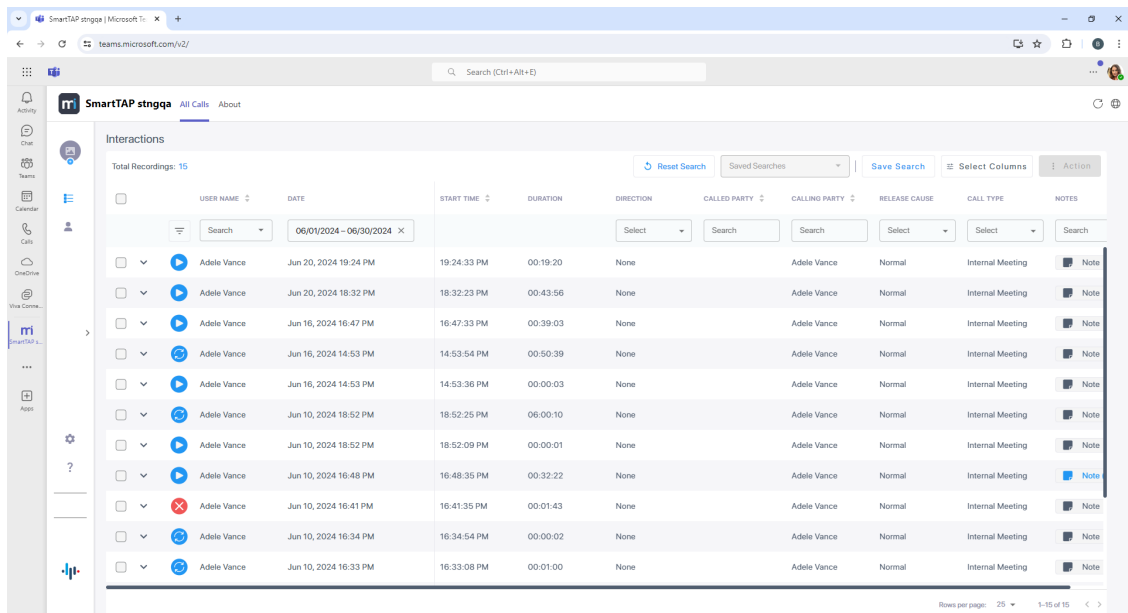 SmartTAP stngqa | Microsoft Te
teams.microsoft.com/v2/
Search (Ctrl+Alt+E)
Activity
Chat
Teams
Calendar
Calls
OneDrive
Viva Conne...
SmartTAP s...
Apps
mi SmartTAP stngqa All Calls About
Interactions
Total Recordings: 15 Reset Search Saved Searches Save Search Select Columns Action
USER NAME DATE START TIME DURATION DIRECTION CALLED PARTY CALLING PARTY RELEASE CAUSE CALL TYPE NOTES
Search 06/01/2024 – 06/30/2024 Select Search Search Select Select Search
Adele Vance Jun 20, 2024 19:24 PM 19:24:33 PM 00:19:20 None Adele Vance Normal Internal Meeting Note
Adele Vance Jun 20, 2024 18:32 PM 18:32:23 PM 00:43:56 None Adele Vance Normal Internal Meeting Note
Adele Vance Jun 16, 2024 16:47 PM 16:47:33 PM 00:39:03 None Adele Vance Normal Internal Meeting Note
Adele Vance Jun 16, 2024 14:53 PM 14:53:54 PM 00:50:39 None Adele Vance Normal Internal Meeting Note
Adele Vance Jun 16, 2024 14:53 PM 14:53:36 PM 00:00:03 None Adele Vance Normal Internal Meeting Note
Adele Vance Jun 10, 2024 18:52 PM 18:52:25 PM 06:00:10 None Adele Vance Normal Internal Meeting Note
Adele Vance Jun 10, 2024 18:52 PM 18:52:09 PM 00:00:01 None Adele Vance Normal Internal Meeting Note
Adele Vance Jun 10, 2024 16:48 PM 16:48:35 PM 00:32:22 None Adele Vance Normal Internal Meeting Note
Adele Vance Jun 10, 2024 16:41 PM 16:41:35 PM 00:01:43 None Adele Vance Normal Internal Meeting Note
Adele Vance Jun 10, 2024 16:34 PM 16:34:54 PM 00:00:02 None Adele Vance Normal Internal Meeting Note
Adele Vance Jun 10, 2024 16:33 PM 16:33:08 PM 00:01:00 None Adele Vance Normal Internal Meeting Note
Rows per page: 25 1–15 of 15